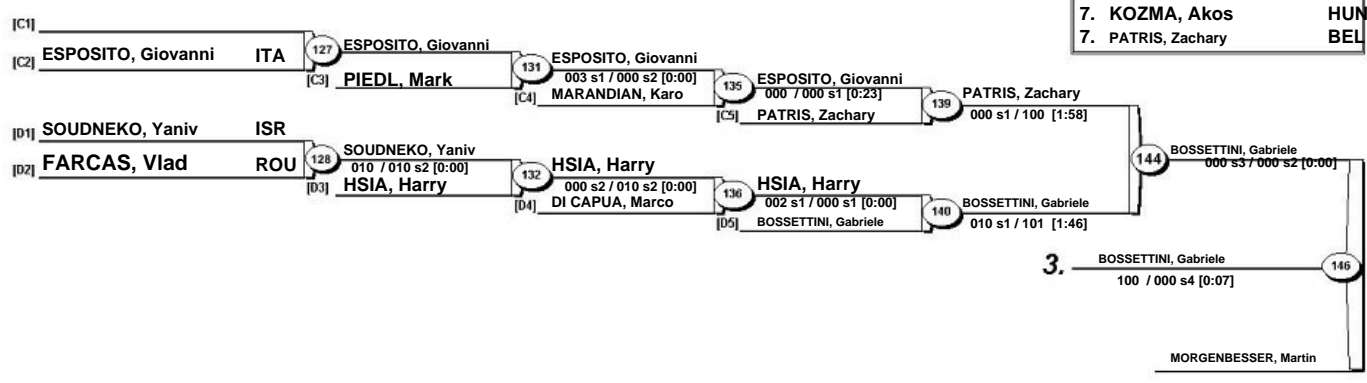 7. KOZMA, Akos HUN
7. PATRIS, Zachary BEL
[C1]
[C2] ESPOSITO, Giovanni ITA
127
ESPOSITO, Giovanni
[C3] PIEDL, Mark
131
ESPOSITO, Giovanni
003 s1 / 000 s2 [0:00]
[C4] MARANDIAN, Karo
135
ESPOSITO, Giovanni
000 / 000 s1 [0:23]
[C5] PATRIS, Zachary
139
PATRIS, Zachary
000 s1 / 100 [1:58]
[D1] SOUDNEKO, Yaniv ISR
[D2] FARCAS, Vlad ROU
128
SOUDNEKO, Yaniv
010 / 010 s2 [0:00]
[D3] HSIA, Harry
132
HSIA, Harry
000 s2 / 010 s2 [0:00]
[D4] DI CAPUA, Marco
136
HSIA, Harry
002 s1 / 000 s1 [0:00]
[D5] BOSSETTINI, Gabriele
140
BOSSETTINI, Gabriele
010 s1 / 101 [1:46]
144
BOSSETTINI, Gabriele
000 s3 / 000 s2 [0:00]
3. BOSSETTINI, Gabriele
100 / 000 s4 [0:07]
146
MORGENBESSER, Martin